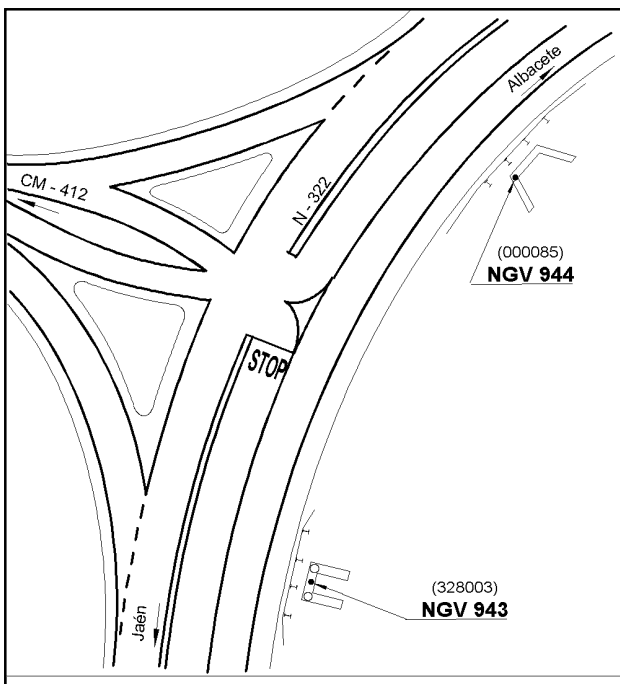 Albacete
CM - 412
N - 322
(000085)
NGV 944
STOP
(328003)
NGV 943
Jaén